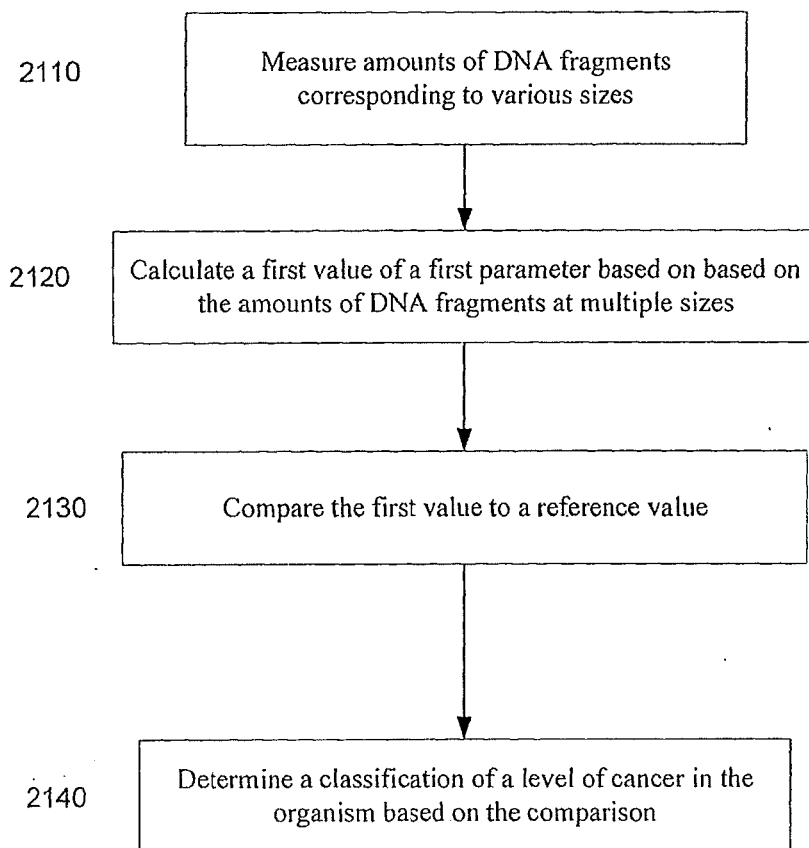 2110
Measure amounts of DNA fragments
corresponding to various sizes
2120
Calculate a first value of a first parameter based on based on
the amounts of DNA fragments at multiple sizes
2130
Compare the first value to a reference value
2140
Determine a classification of a level of cancer in the
organism based on the comparison